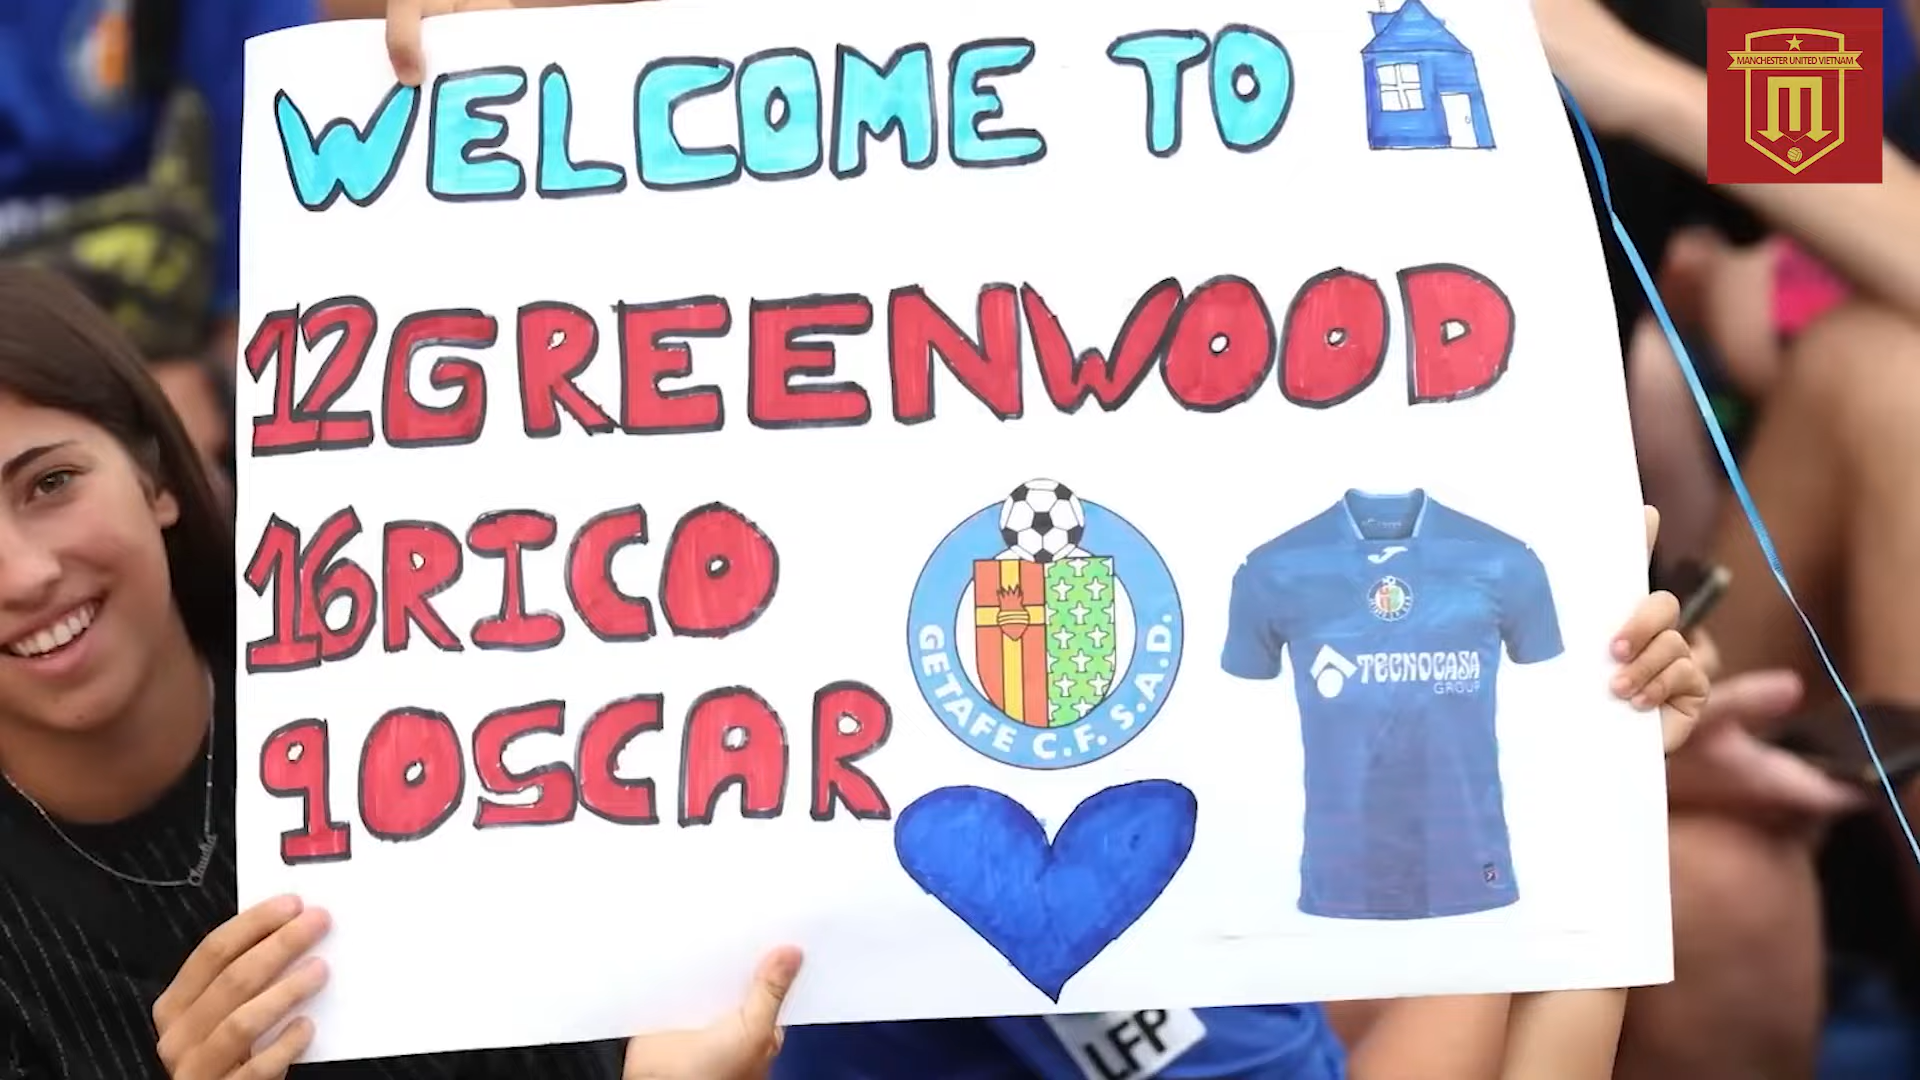 WELCOME TO
MANCHESTER UNITED VIETNAM
M
12GREENWOOD
16RICO
9OSCAR
GETAFE C.F. S.A.D.
TECNOCASA
GROUP
LFP